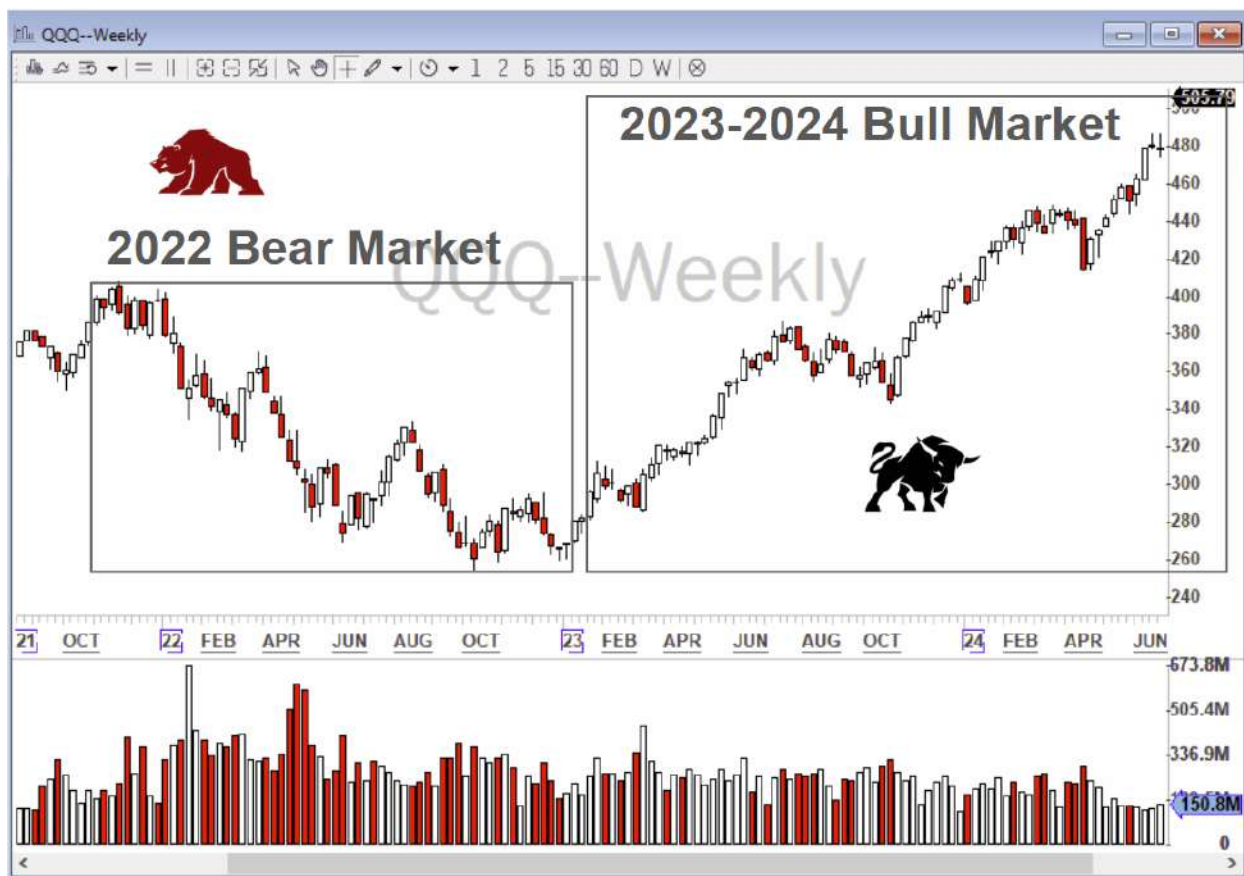 QQQ--Weekly
1 2 5 15 30 60 D W
505.79
2023-2024 Bull Market
480
460
2022 Bear Market
440
QQQ--Weekly
420
400
380
360
340
320
300
280
260
240
21 OCT 22 FEB APR JUN AUG OCT 23 FEB APR JUN AUG OCT 24 FEB APR JUN
673.8M
505.4M
336.9M
150.8M
0